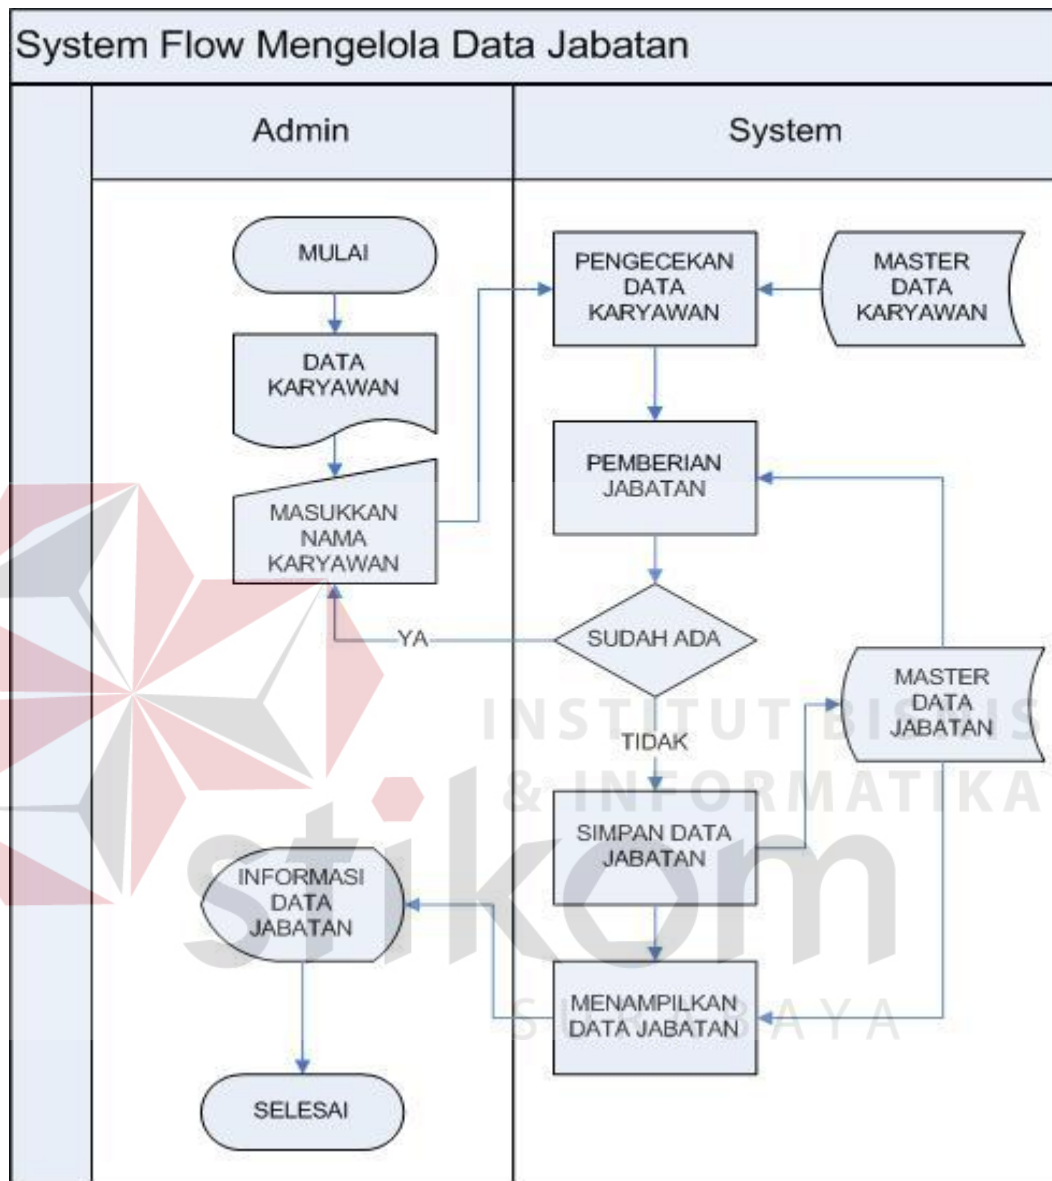 System Flow Mengelola Data Jabatan
Admin
System
MULAI
DATA
KARYAWAN
MASUKKAN
NAMA
KARYAWAN
PENGECEKAN
DATA
KARYAWAN
MASTER
DATA
KARYAWAN
PEMBERIAN
JABATAN
SUDAH ADA
YA
TIDAK
MASTER
DATA
JABATAN
SIMPAN DATA
JABATAN
MENAMPILKAN
DATA JABATAN
INFORMASI
DATA
JABATAN
SELESAI
INSTITUT BISNIS
& INFORMATIKA
stikom
SURABAYA